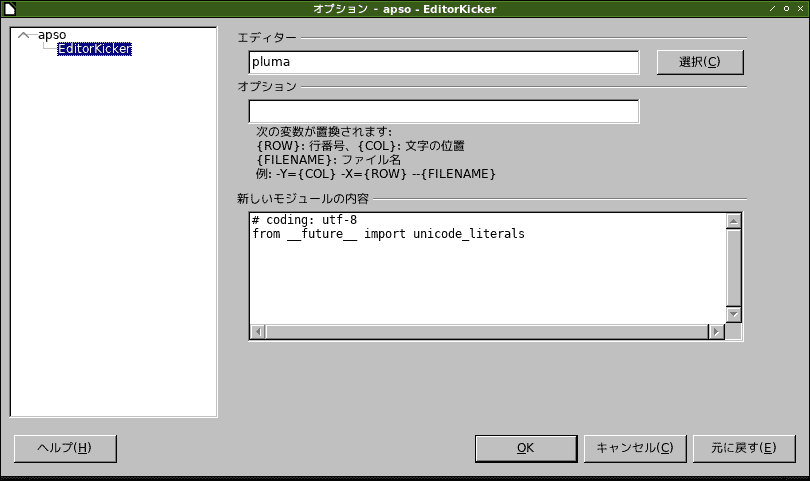 オプション - apso - EditorKicker
apso
EditorKicker
エディター
pluma
選択(C)
オプション
次の変数が置換されます:
{ROW}: 行番号、{COL}: 文字の位置
{FILENAME}: ファイル名
例: -Y={COL} -X={ROW} --{FILENAME}
新しいモジュールの内容
# coding: utf-8
from __future__ import unicode_literals
ヘルプ(H)
OK
キャンセル(C)
元に戻す(E)